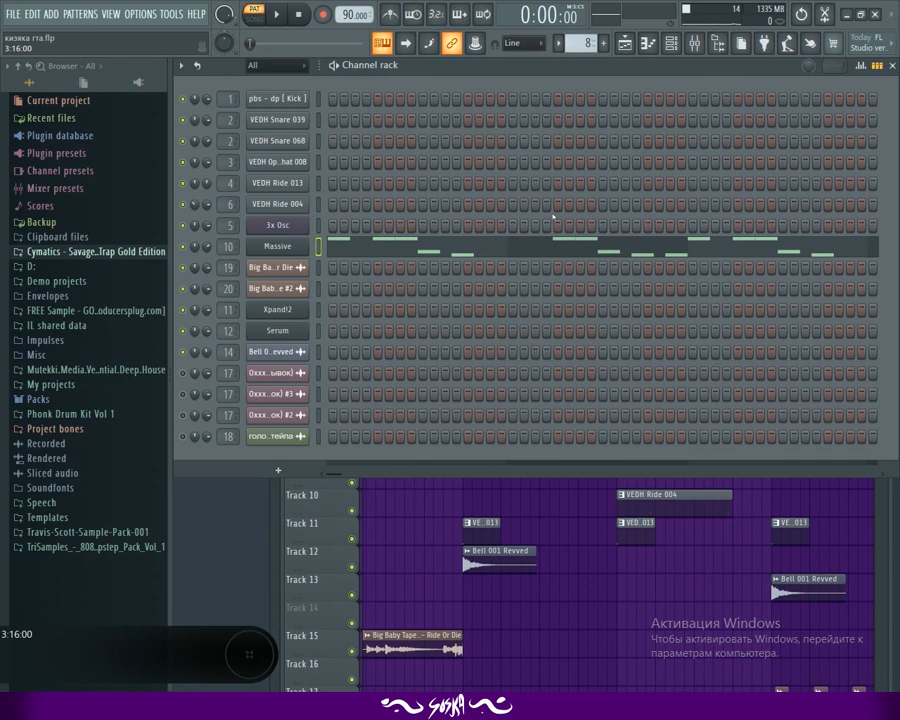 FILE EDIT ADD PATTERNS VIEW OPTIONS TOOLS HELP
PAT
SONG
90.000
3 2
M:S:CS
0:00:00
14
1335 MB
0
кизяка гта.flp
3:16:00
Line
8
Today FL
Studio ver..
Browser - All
All
Channel rack
Current project
Recent files
Plugin database
Plugin presets
Channel presets
Mixer presets
Scores
Backup
Clipboard files
Cymatics - Savage..Trap Gold Edition
D:
Demo projects
Envelopes
FREE Sample - GO..oducersplug.com]
IL shared data
Impulses
Misc
Mutekki.Media.Ve..ntial.Deep.House
My projects
Packs
Phonk Drum Kit Vol 1
Project bones
Recorded
Rendered
Sliced audio
Soundfonts
Speech
Templates
Travis-Scott-Sample-Pack-001
TriSamples_-_808..pstep_Pack_Vol_1
1 pbs - dp [ Kick ]
2 VEDH Snare 039
2 VEDH Snare 068
3 VEDH Op..hat 008
4 VEDH Ride 013
6 VEDH Ride 004
5 3x Osc
10 Massive
19 Big Ba..r Die
20 Big Bab..e #2
11 Xpand!2
12 Serum
14 Bell 0..evved
17 Oxxx..ывок)
17 Oxxx..ок) #3
17 Oxxx..ок) #2
18 голо..тейпа
+
Track 10
VEDH Ride 004
Track 11
VE..013
VED..013
VE..013
Track 12
Bell 001 Revved
Track 13
Bell 001 Revved
Track 14
Track 15
Big Baby Tape..- Ride Or Die
Track 16
3:16:00
Активация Windows
Чтобы активировать Windows, перейдите к
параметрам компьютера.
SUSKA